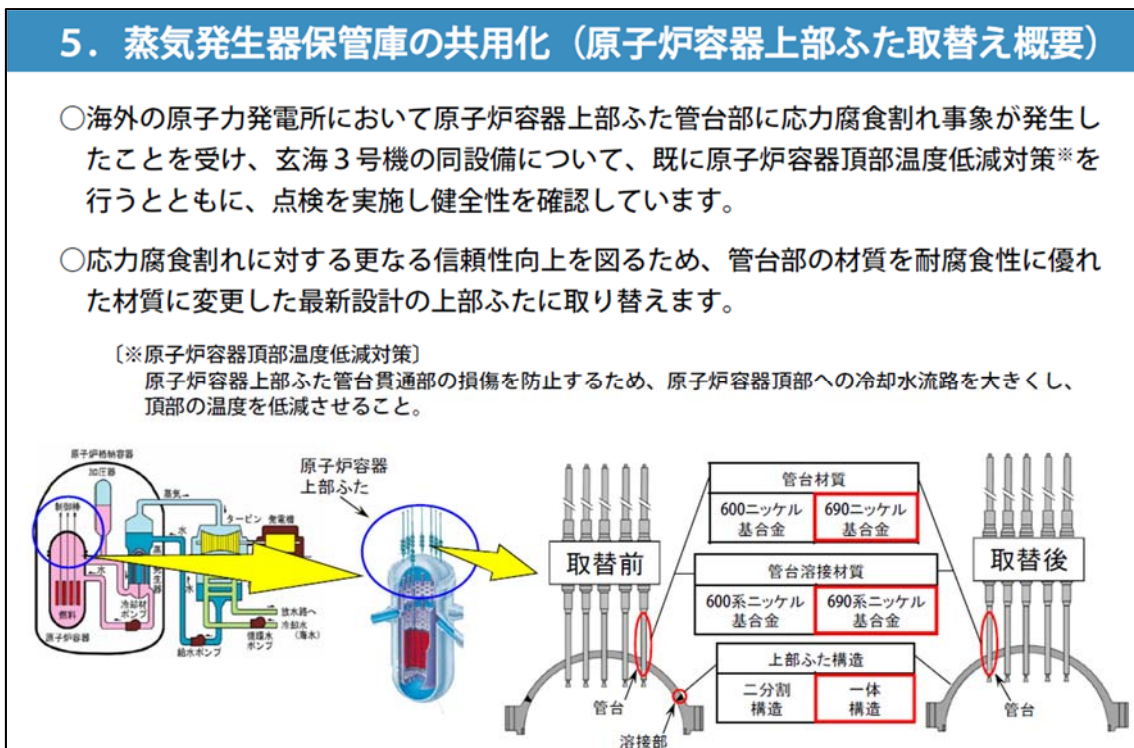 5．蒸気発生器保管庫の共用化（原子炉容器上部ふた取替え概要）
○海外の原子力発電所において原子炉容器上部ふた管台部に応力腐食割れ事象が発生し
たことを受け、玄海３号機の同設備について、既に原子炉容器頂部温度低減対策※を
行うとともに、点検を実施し健全性を確認しています。
○応力腐食割れに対する更なる信頼性向上を図るため、管台部の材質を耐腐食性に優れ
た材質に変更した最新設計の上部ふたに取り替えます。
〔※原子炉容器頂部温度低減対策〕
原子炉容器上部ふた管台貫通部の損傷を防止するため、原子炉容器頂部への冷却水流路を大きくし、
頂部の温度を低減させること。
原子炉格納容器
加圧器
制御棒
蒸気→
タービン
発電機
水
水
水
燃料
冷却材
ポンプ
原子炉容器
給水ポンプ
循環水
ポンプ
放水路へ
冷却水
（海水）
原子炉容器
上部ふた
取替前
管台
溶接部
管台材質
600ニッケル
基合金
690ニッケル
基合金
管台溶接材質
600系ニッケル
基合金
690系ニッケル
基合金
上部ふた構造
二分割
構造
一体
構造
取替後
管台